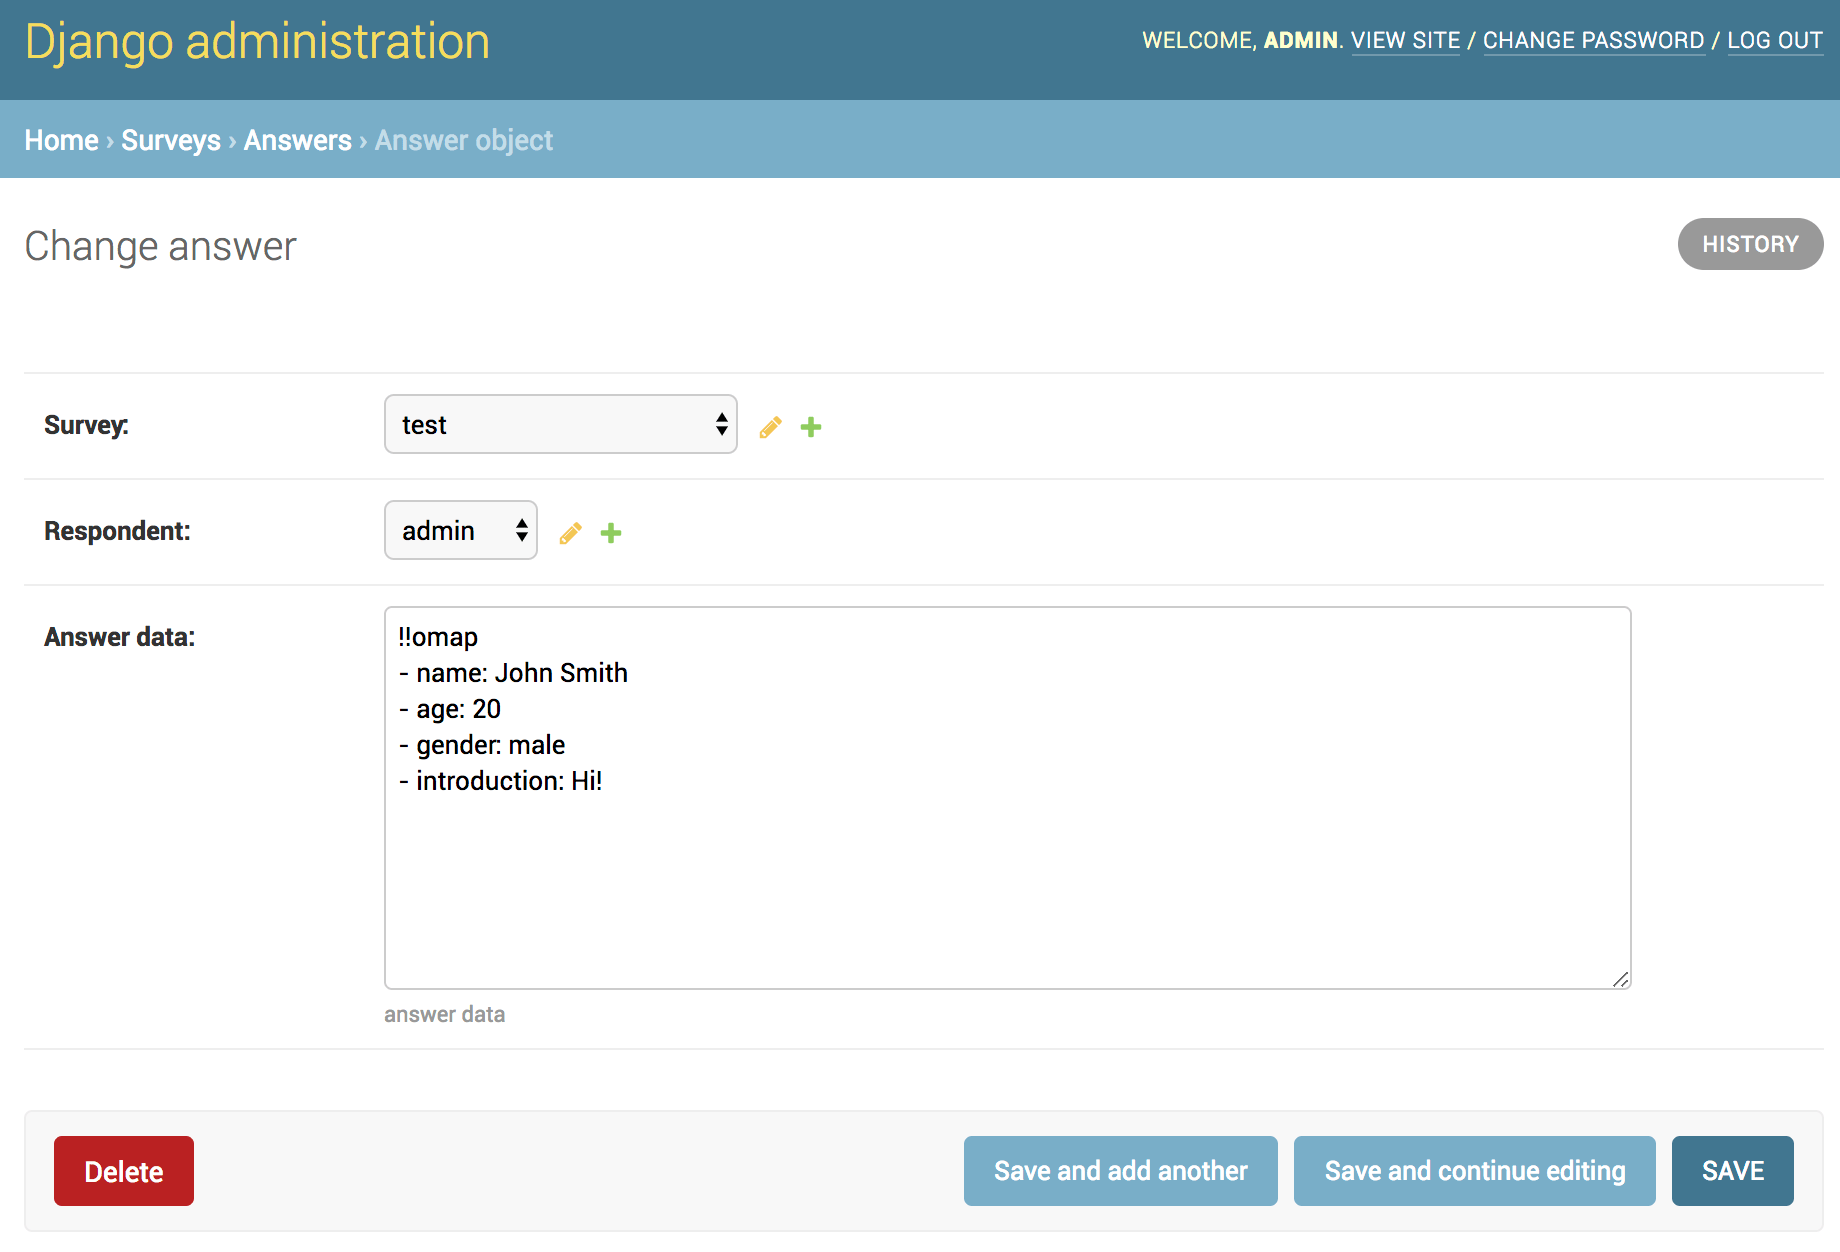 Django administration
WELCOME, ADMIN. VIEW SITE / CHANGE PASSWORD / LOG OUT
Home › Surveys › Answers › Answer object
Change answer
HISTORY
Survey:
test
Respondent:
admin
Answer data:
!!omap
- name: John Smith
- age: 20
- gender: male
- introduction: Hi!
answer data
Delete
Save and add another
Save and continue editing
SAVE